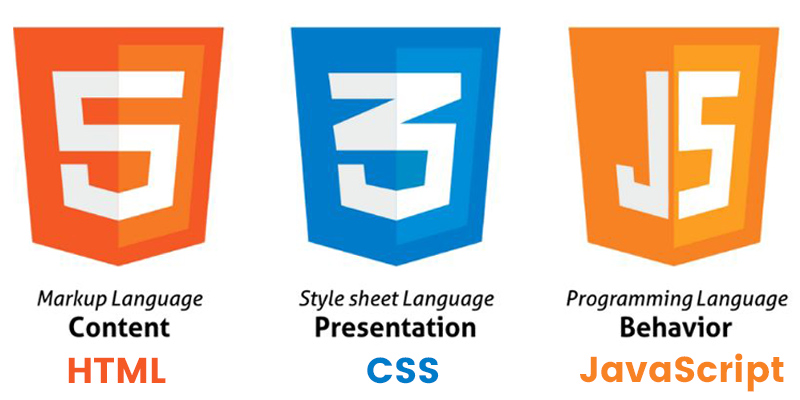 5
3
JS
Markup Language
Content
HTML
Style sheet Language
Presentation
CSS
Programming Language
Behavior
JavaScript